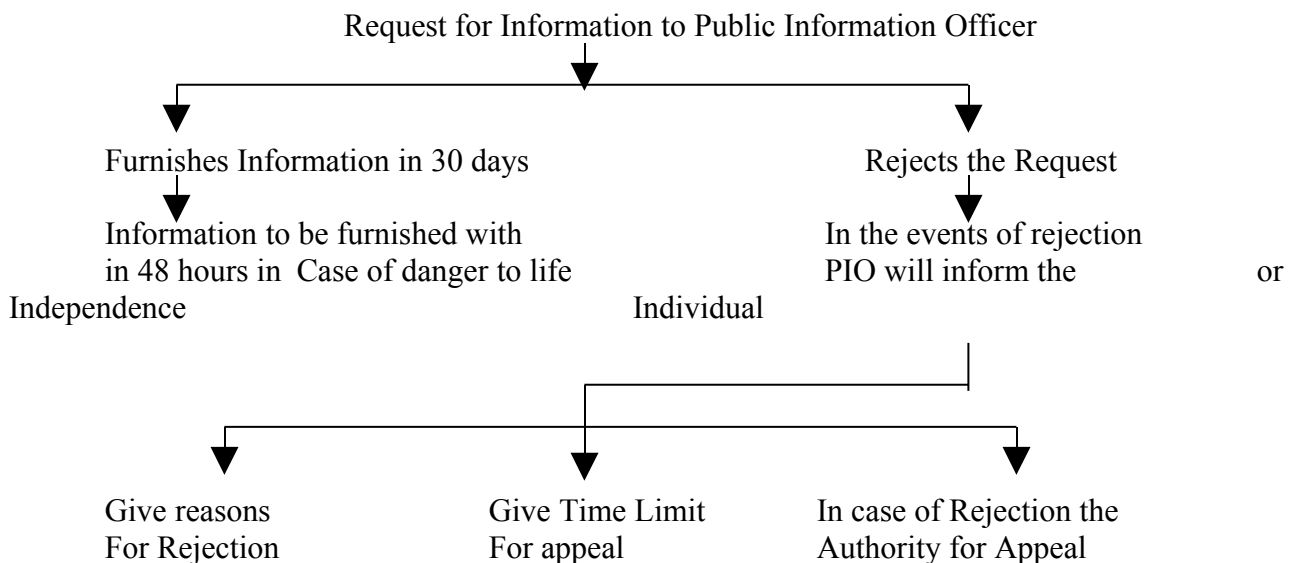 Request for Information to Public Information Officer
Furnishes Information in 30 days Rejects the Request
Information to be furnished with In the events of rejection
in 48 hours in Case of danger to life PIO will inform the or
Independence Individual
Give reasons Give Time Limit In case of Rejection the
For Rejection For appeal Authority for Appeal